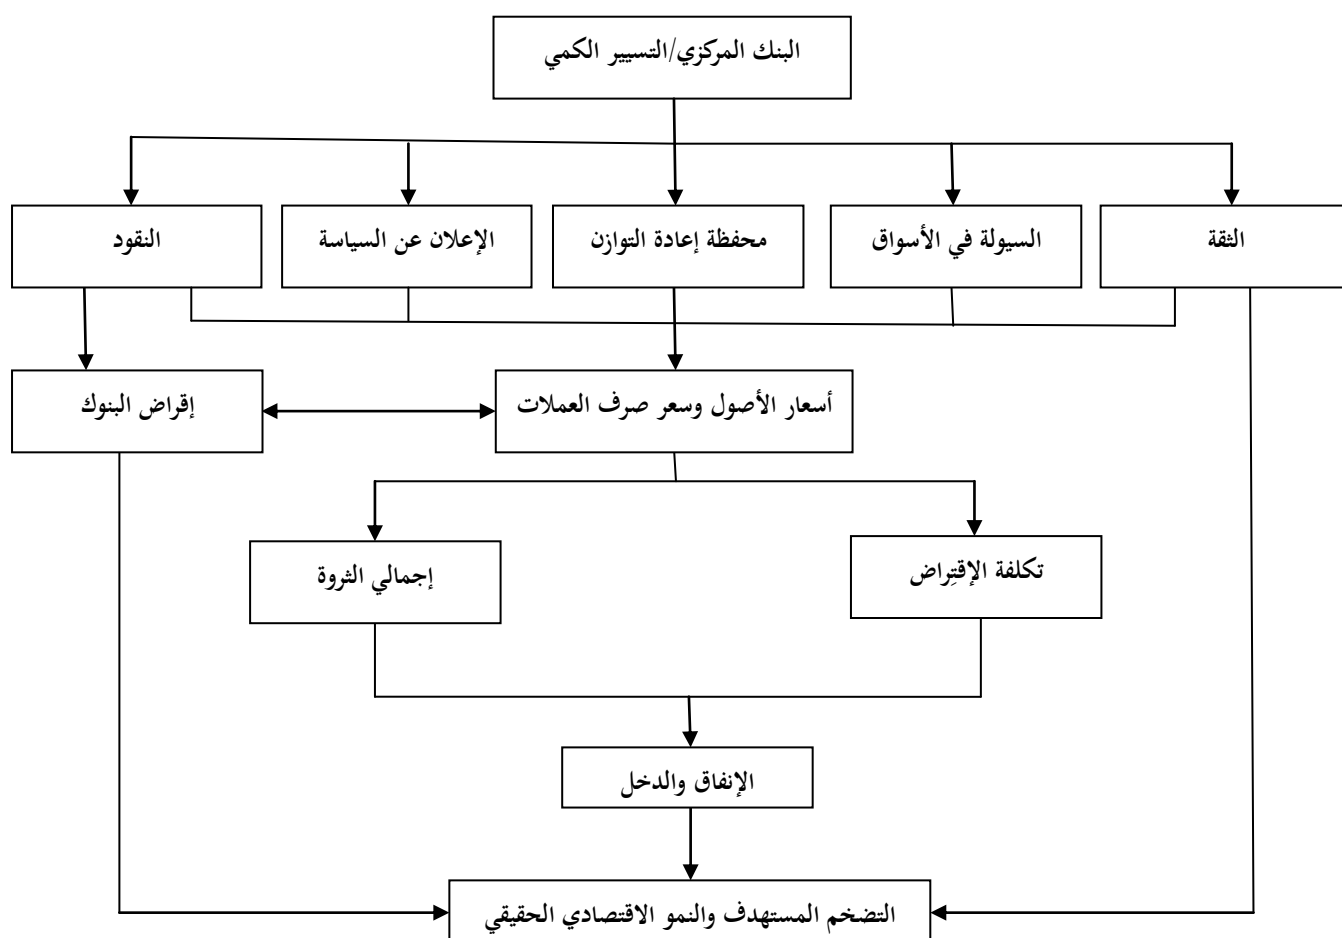 البنك المركزي/التسيير الكمي
الثقة
السيولة في الأسواق
محفظة إعادة التوازن
الإعلان عن السياسة
النقود
أسعار الأصول وسعر صرف العملات
إقراض البنوك
تكلفة الإقتِراض
إجمالي الثروة
الإنفاق والدخل
التضخم المستهدف والنمو الاقتصادي الحقيقي